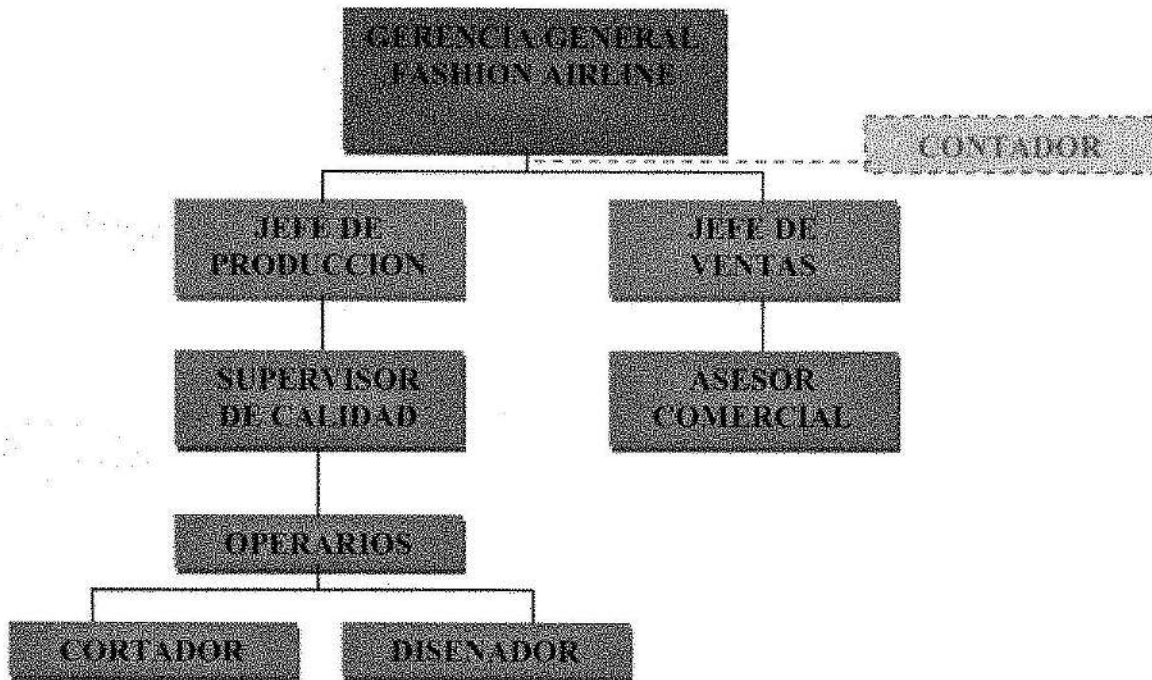 GERENCIA GENERAL
FASHION AIRLINE
CONTADOR
JEFE DE
PRODUCCION
JEFE DE
VENTAS
SUPERVISOR
DE CALIDAD
ASESOR
COMERCIAL
OPERARIOS
CORTADOR
DISENADOR